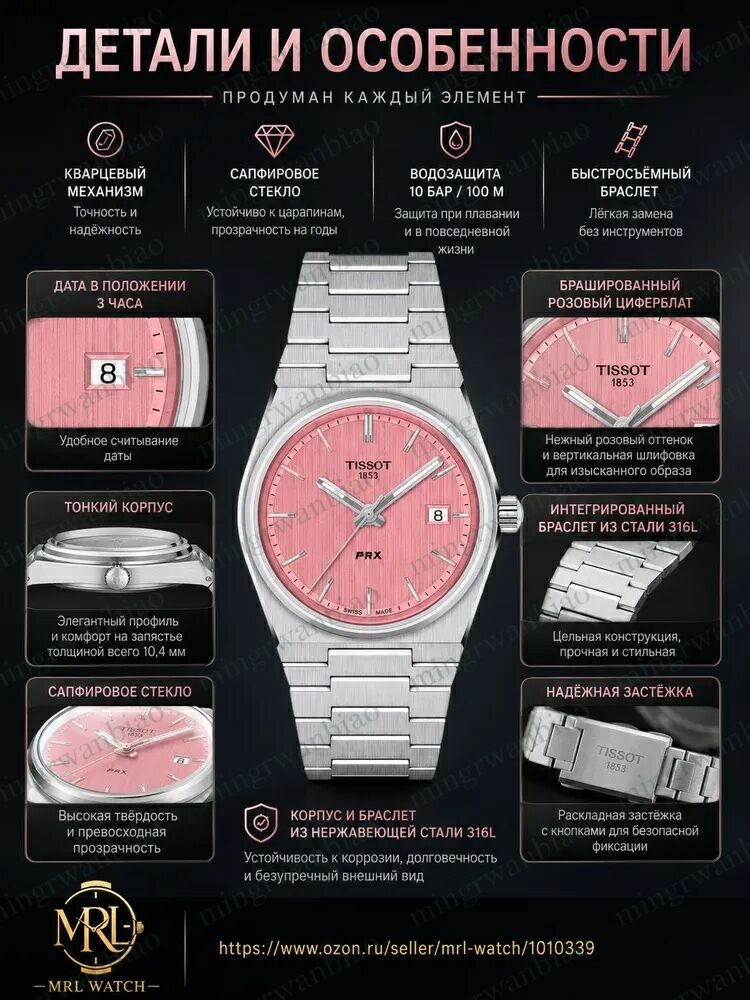 ДЕТАЛИ И ОСОБЕННОСТИ
ПРОДУМАН КАЖДЫЙ ЭЛЕМЕНТ
КВАРЦЕВЫЙ
МЕХАНИЗМ
Точность и
надёжность
САПФИРОВОЕ
СТЕКЛО
Устойчиво к царапинам,
прозрачность на годы
ВОДОЗАЩИТА
10 БАР / 100 М
Защита при плавании
и в повседневной
жизни
БЫСТРОСЪЁМНЫЙ
БРАСЛЕТ
Лёгкая замена
без инструментов
ДАТА В ПОЛОЖЕНИИ
3 ЧАСА
8
Удобное считывание
даты
ТОНКИЙ КОРПУС
Элегантный профиль
и комфорт на запястье
толщиной всего 10,4 мм
САПФИРОВОЕ СТЕКЛО
TISSOT
1853
8
PRX
Высокая твёрдость
и превосходная
прозрачность
TISSOT
1853
8
PRX
SWISS MADE
БРАШИРОВАННЫЙ
РОЗОВЫЙ ЦИФЕРБЛАТ
TISSOT
1853
Нежный розовый оттенок
и вертикальная шлифовка
для изысканного образа
ИНТЕГРИРОВАННЫЙ
БРАСЛЕТ ИЗ СТАЛИ 316L
Цельная конструкция,
прочная и стильная
НАДЁЖНАЯ ЗАСТЁЖКА
TISSOT
1853
Раскладная застёжка
с кнопками для безопасной
фиксации
КОРПУС И БРАСЛЕТ
ИЗ НЕРЖАВЕЮЩЕЙ СТАЛИ 316L
Устойчивость к коррозии, долговечность
и безупречный внешний вид
MRL
MRL WATCH
https://www.ozon.ru/seller/mrl-watch/1010339
mingrwanbiao